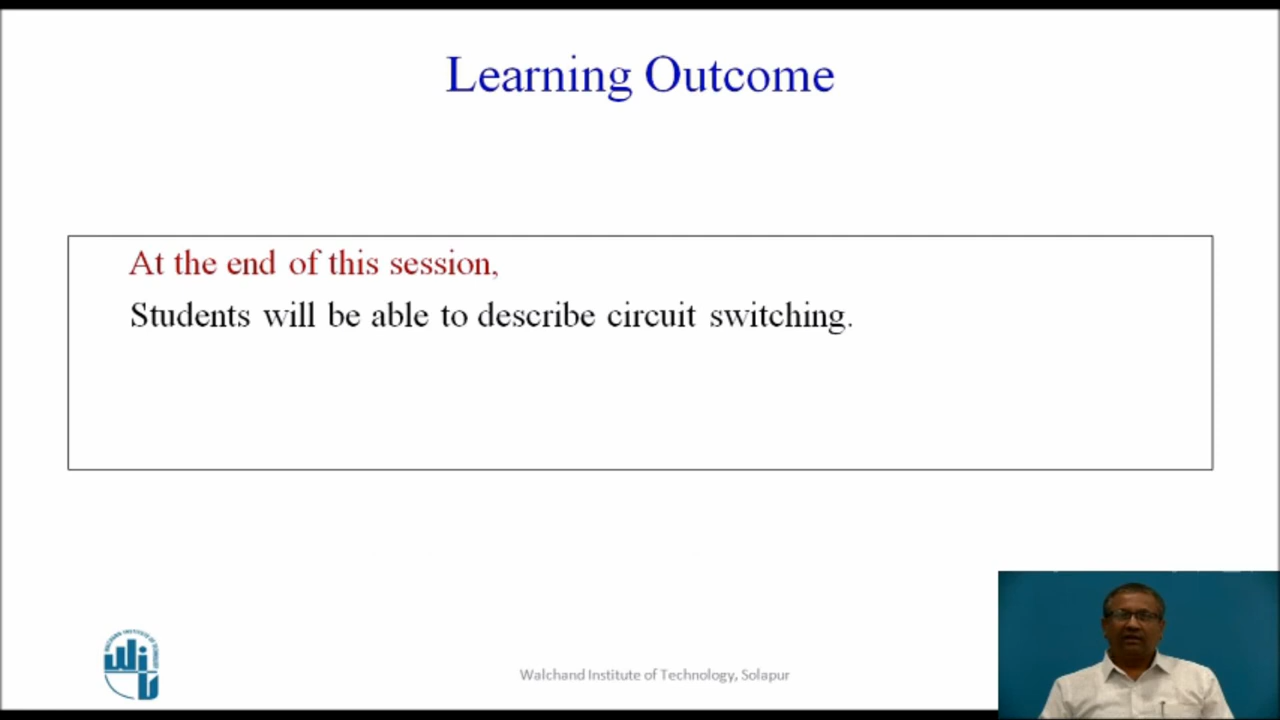 Learning Outcome
At the end of this session,
Students will be able to describe circuit switching.
Walchand Institute of Technology, Solapur